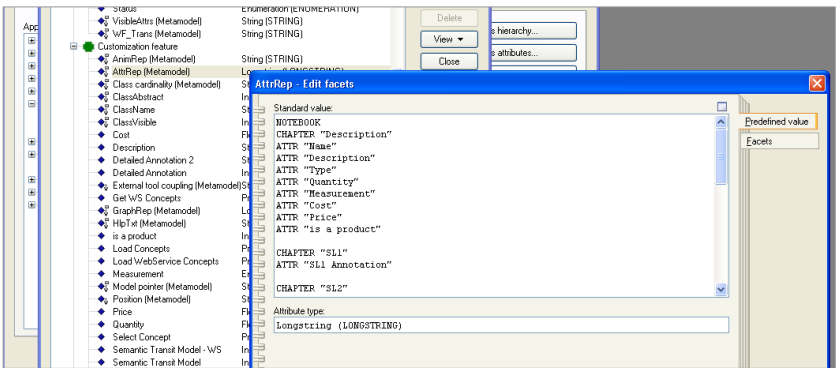 Status Enumeration (ENUMERATION)
VisibleAttrs (Metamodel) String (STRING)
WF_Trans (Metamodel) String (STRING)
Customization feature
AnimRep (Metamodel) String (STRING)
AttrRep (Metamodel)
Class cardinality (Metamodel)
ClassAbstract
ClassName
ClassVisible
Cost
Description
Detailed Annotation 2
Detailed Annotation
External tool coupling (Metamodel)
Get WS Concepts
GraphRep (Metamodel)
HlpTxt (Metamodel)
is a product
Load Concepts
Load WebService Concepts
Measurement
Model pointer (Metamodel)
Position (Metamodel)
Price
Quantity
Select Concept
Semantic Transit Model - WS
Semantic Transit Model
App
Delete
View
Close
s hierarchy...
s attributes...
AttrRep - Edit facets
Standard value:
NOTEBOOK
CHAPTER "Description"
ATTR "Name"
ATTR "Description"
ATTR "Type"
ATTR "Quantity"
ATTR "Measurement"
ATTR "Cost"
ATTR "Price"
ATTR "is a product"
CHAPTER "SL1"
ATTR "SL1 Annotation"
CHAPTER "SL2"
Attribute type:
Longstring (LONGSTRING)
Predefined value
Facets